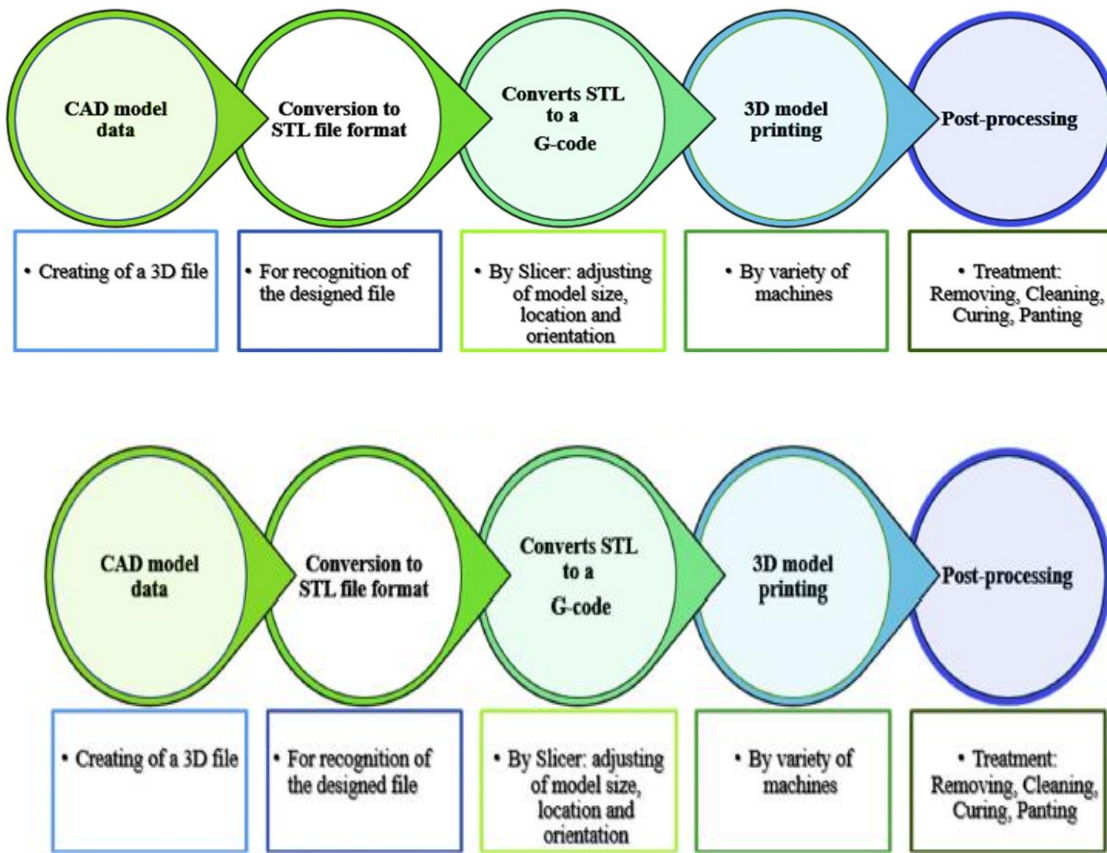 CAD model
data
Conversion to
STL file format
Converts STL
to a
G-code
3D model
printing
Post-processing
• Creating of a 3D file
• For recognition of
the designed file
• By Slicer: adjusting
of model size,
location and
orientation
• By variety of
machines
• Treatment:
Removing, Cleaning,
Curing, Panting
CAD model
data
Conversion to
STL file format
Converts STL
to a
G-code
3D model
printing
Post-processing
• Creating of a 3D file
• For recognition of
the designed file
• By Slicer: adjusting
of model size,
location and
orientation
• By variety of
machines
• Treatment:
Removing, Cleaning,
Curing, Panting